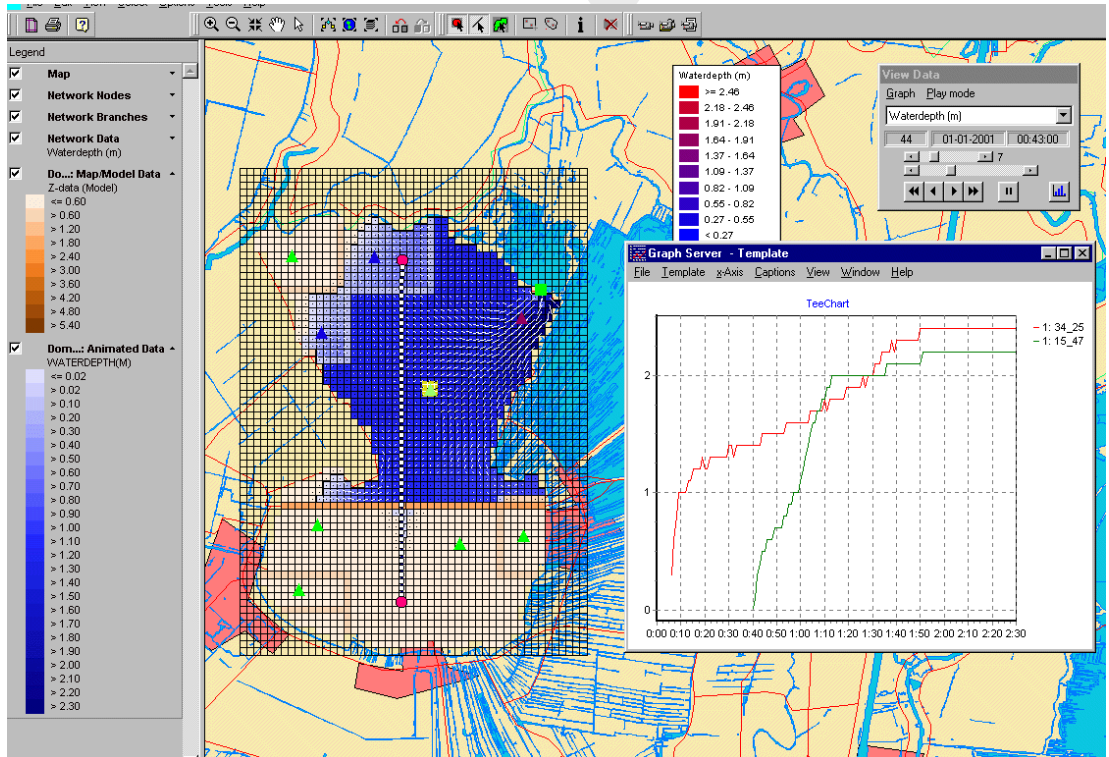 File Edit View Select Options Tools Help
Legend
Map
Network Nodes
Network Branches
Network Data
Waterdepth (m)
Do...: Map/Model Data
Z-data (Model)
<= 0.60
> 0.60
> 1.20
> 1.80
> 2.40
> 3.00
> 3.60
> 4.20
> 4.80
> 5.40
Dom...: Animated Data
WATERDEPTH(M)
<= 0.02
> 0.02
> 0.10
> 0.20
> 0.30
> 0.40
> 0.50
> 0.60
> 0.70
> 0.80
> 0.90
> 1.00
> 1.10
> 1.20
> 1.30
> 1.40
> 1.50
> 1.60
> 1.70
> 1.80
> 1.90
> 2.00
> 2.10
> 2.20
> 2.30
Waterdepth (m)
>= 2.46
2.18 - 2.46
1.91 - 2.18
1.64 - 1.91
1.37 - 1.64
1.09 - 1.37
0.82 - 1.09
0.55 - 0.82
0.27 - 0.55
< 0.27
View Data
Graph Play mode
Waterdepth (m)
44 01-01-2001 00:43:00
7
Graph Server - Template
File Template x-Axis Captions View Window Help
TeeChart
1: 34_25
1: 15_47
2
1
0
0:00 0:10 0:20 0:30 0:40 0:50 1:00 1:10 1:20 1:30 1:40 1:50 2:00 2:10 2:20 2:30